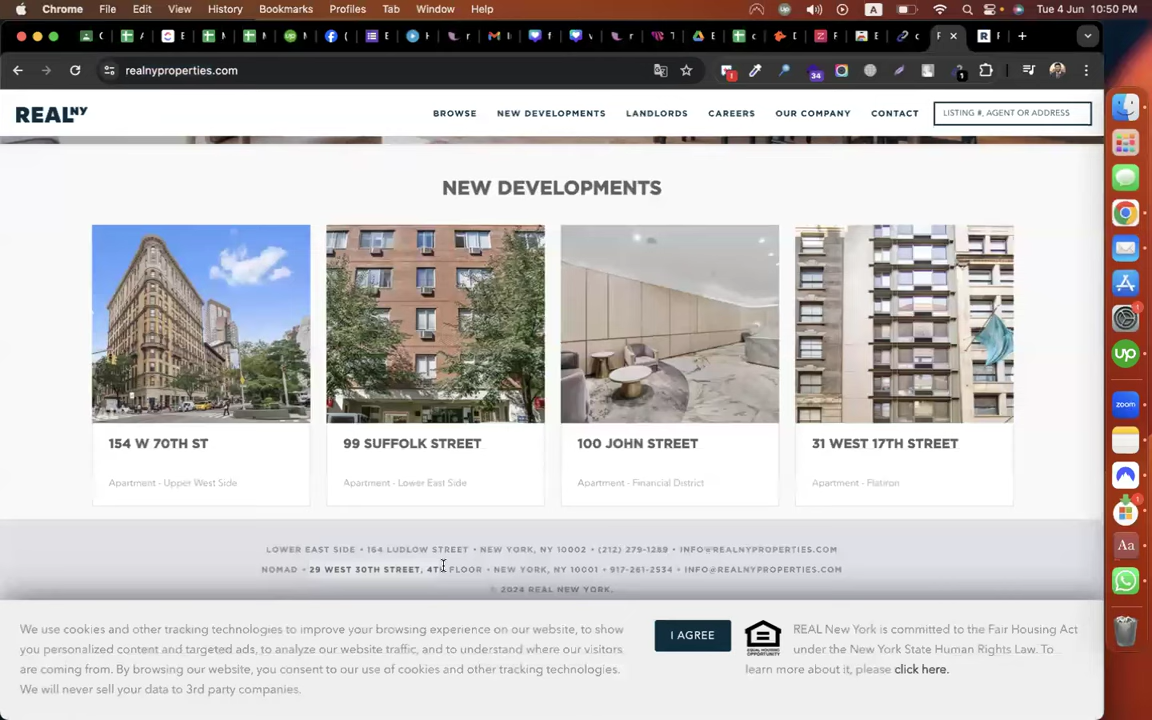 Chrome File Edit View History Bookmarks Profiles Tab Window Help
A
Tue 4 Jun 10:50 PM
realnyproperties.com
34
1
REALNY
BROWSE NEW DEVELOPMENTS LANDLORDS CAREERS OUR COMPANY CONTACT
LISTING #, AGENT OR ADDRESS
NEW DEVELOPMENTS
154 W 70TH ST
Apartment - Upper West Side
99 SUFFOLK STREET
Apartment - Lower East Side
100 JOHN STREET
Apartment - Financial District
31 WEST 17TH STREET
Apartment - Flatiron
LOWER EAST SIDE • 164 LUDLOW STREET • NEW YORK, NY 10002 • (212) 279-1289 • INFO@REALNYPROPERTIES.COM
NOMAD • 29 WEST 30TH STREET, 4TH FLOOR • NEW YORK, NY 10001 • 917-261-2534 • INFO@REALNYPROPERTIES.COM
© 2024 REAL NEW YORK.
We use cookies and other tracking technologies to improve your browsing experience on our website, to show
you personalized content and targeted ads, to analyze our website traffic, and to understand where our visitors
are coming from. By browsing our website, you consent to our use of cookies and other tracking technologies.
We will never sell your data to 3rd party companies.
I AGREE
EQUAL HOUSING
OPPORTUNITY
REAL New York is committed to the Fair Housing Act
under the New York State Human Rights Law. To
learn more about it, please click here.
up
zoom
Aa